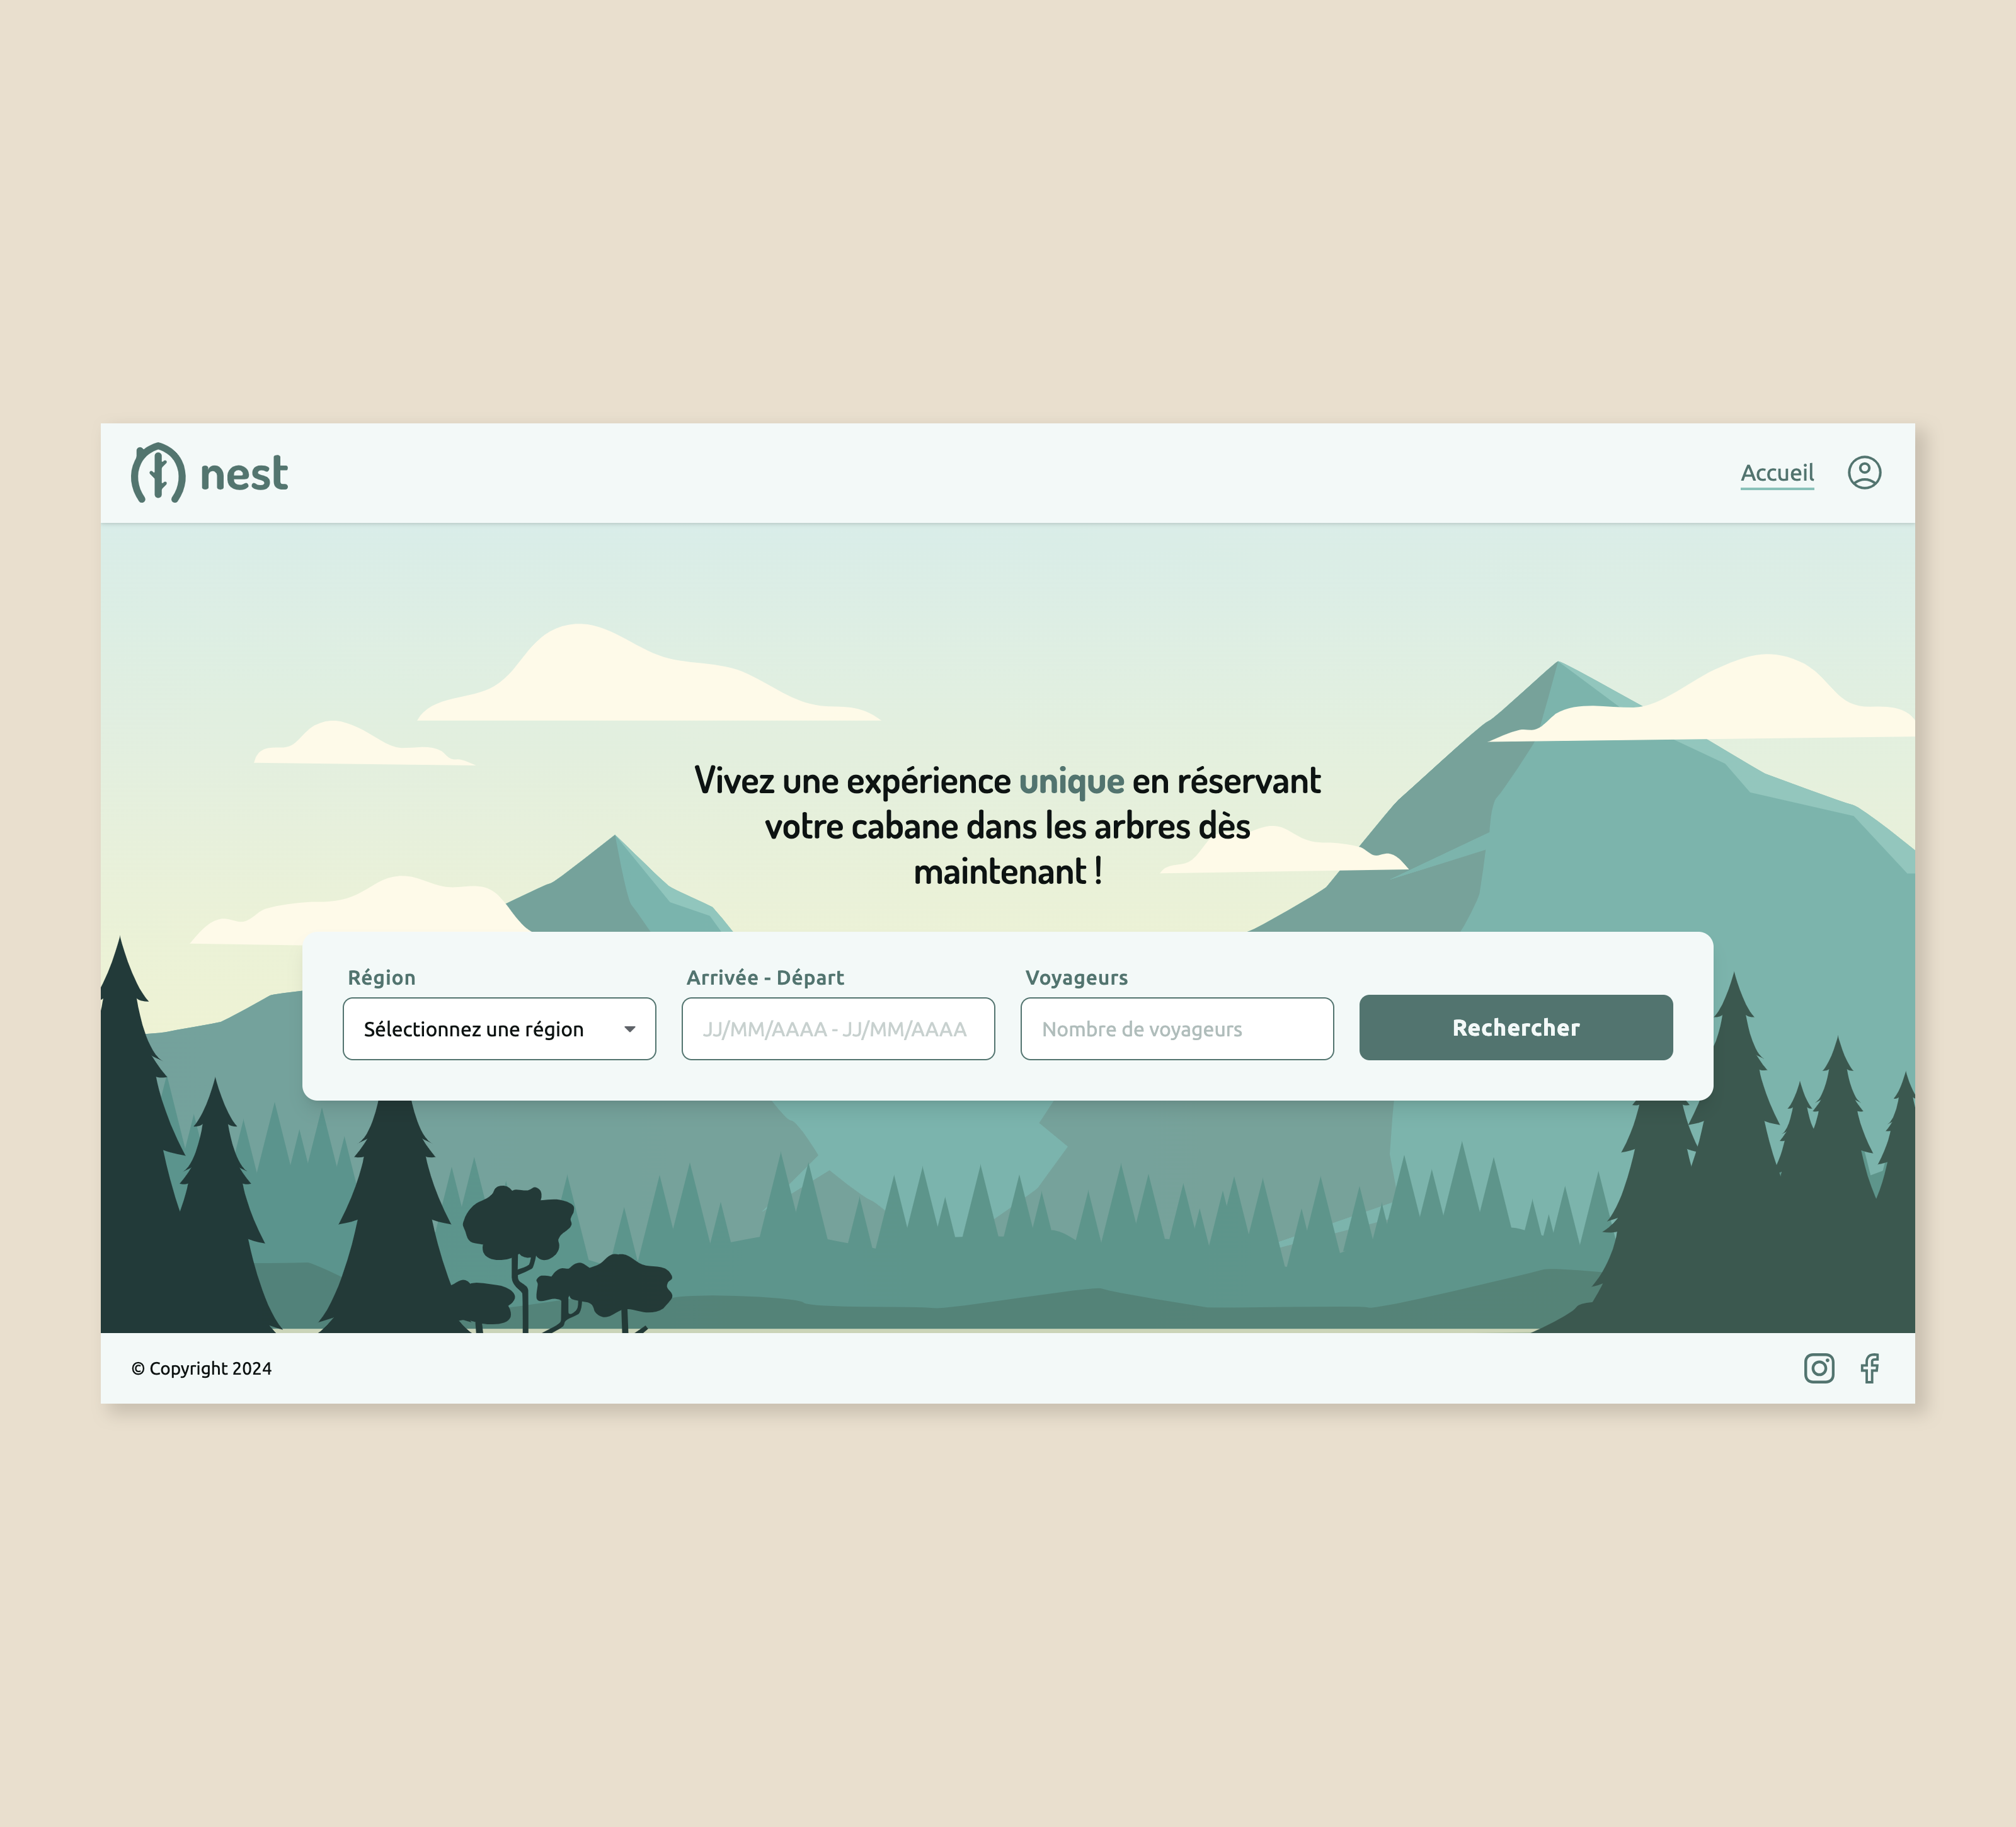 nest
Accueil
Vivez une expérience unique en réservant
votre cabane dans les arbres dès
maintenant !
Région
Arrivée - Départ
Voyageurs
Sélectionnez une région
JJ/MM/AAAA - JJ/MM/AAAA
Nombre de voyageurs
Rechercher
© Copyright 2024